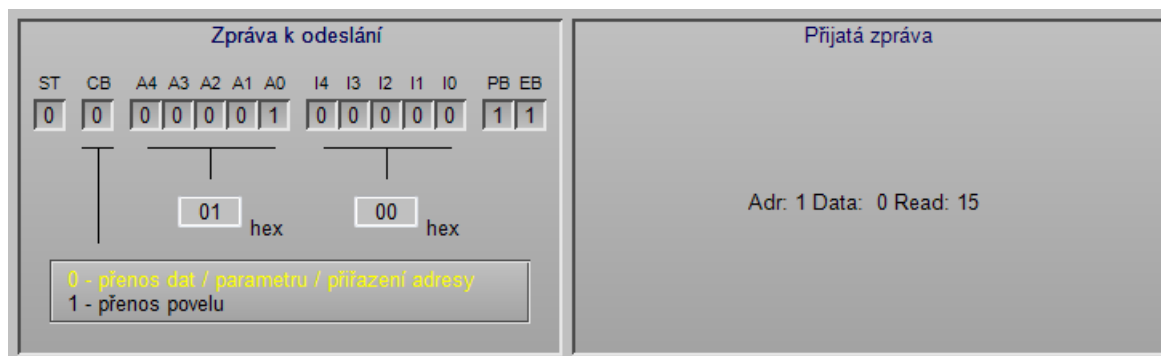 Zpráva k odeslání
ST CB A4 A3 A2 A1 A0 I4 I3 I2 I1 I0 PB EB
0 0 0 0 0 0 1 0 0 0 0 0 1 1
01 hex 00 hex
0 - přenos dat / parametru / přiřazení adresy
1 - přenos povelu
Přijatá zpráva
Adr: 1 Data: 0 Read: 15